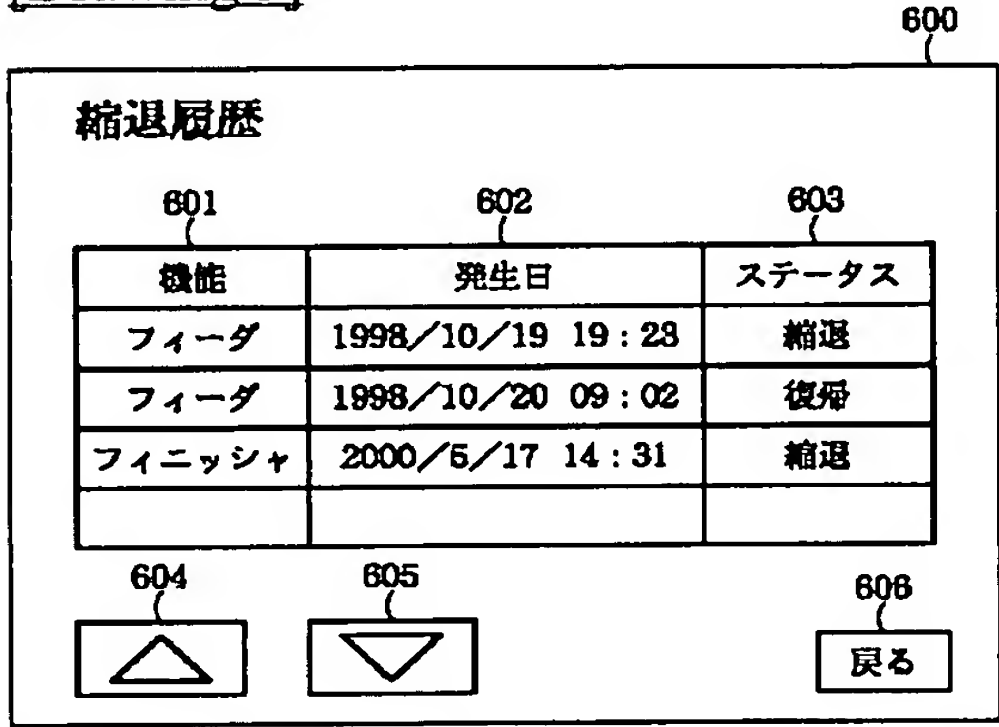 600
縮退履歴
601 602 603
機能 発生日 ステータス
フィーダ 1998/10/19 19:23 縮退
フィーダ 1998/10/20 09:02 復帰
フィニッシャ 2000/5/17 14:31 縮退
604 605 606
戻る